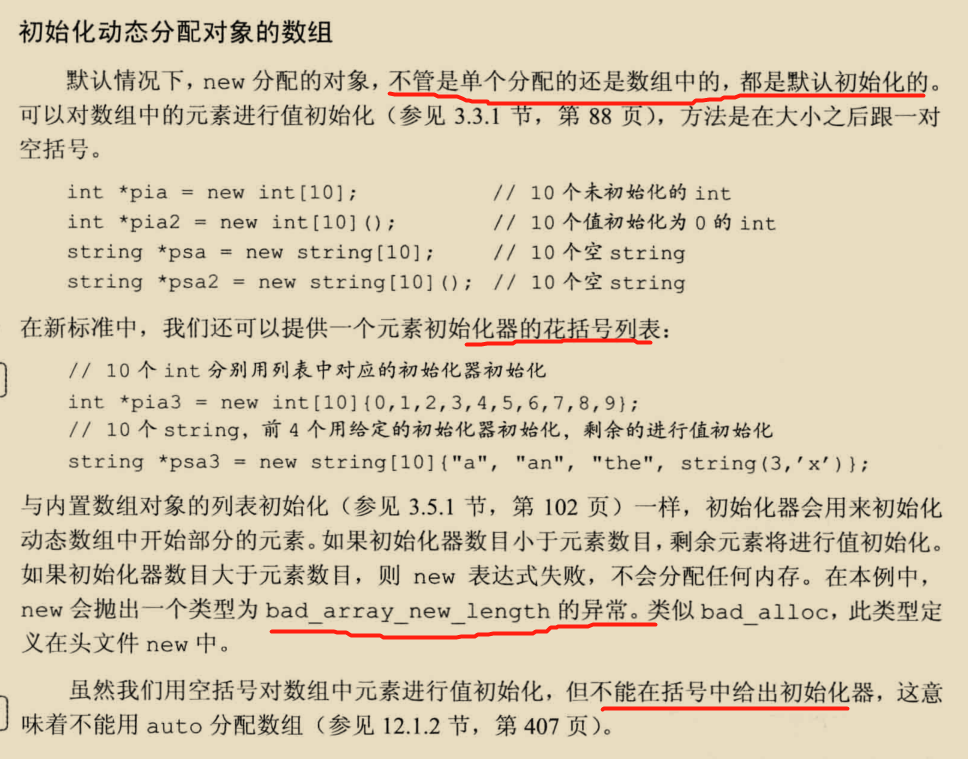 初始化动态分配对象的数组
默认情况下，new 分配的对象，不管是单个分配的还是数组中的，都是默认初始化的。
可以对数组中的元素进行值初始化（参见 3.3.1 节，第 88 页），方法是在大小之后跟一对
空括号。
int *pia = new int[10]; // 10 个未初始化的 int
int *pia2 = new int[10](); // 10 个值初始化为 0 的 int
string *psa = new string[10]; // 10 个空 string
string *psa2 = new string[10](); // 10 个空 string
在新标准中，我们还可以提供一个元素初始化器的花括号列表：
// 10 个 int 分别用列表中对应的初始化器初始化
int *pia3 = new int[10]{0,1,2,3,4,5,6,7,8,9};
// 10 个 string，前 4 个用给定的初始化器初始化，剩余的进行值初始化
string *psa3 = new string[10]{"a", "an", "the", string(3,'x')};
与内置数组对象的列表初始化（参见 3.5.1 节，第 102 页）一样，初始化器会用来初始化
动态数组中开始部分的元素。如果初始化器数目小于元素数目，剩余元素将进行值初始化。
如果初始化器数目大于元素数目，则 new 表达式失败，不会分配任何内存。在本例中，
new 会抛出一个类型为 bad_array_new_length 的异常。类似 bad_alloc，此类型定
义在头文件 new 中。
虽然我们用空括号对数组中元素进行值初始化，但不能在括号中给出初始化器，这意
味着不能用 auto 分配数组（参见 12.1.2 节，第 407 页）。